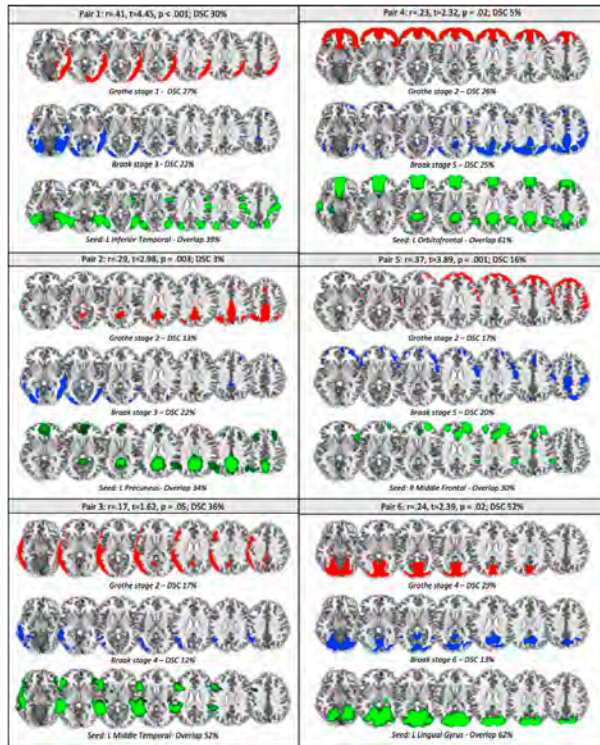 Pair 1: r=.41, t=4.45, p < .001; DSC 30%
Grothe stage 1 - DSC 27%
Braak stage 3 – DSC 22%
Seed: L Inferior Temporal - Overlap 39%
Pair 2: r=.29, t=2.98, p = .003; DSC 3%
Grothe stage 2 – DSC 13%
Braak stage 3 – DSC 22%
Seed: L Precuneus- Overlap 34%
Pair 3: r=.17, t=1.62, p = .05; DSC 36%
Grothe stage 2 – DSC 17%
Braak stage 4 – DSC 12%
Seed: L Middle Temporal- Overlap 52%
Pair 4: r=.23, t=2.32, p = .02; DSC 5%
Grothe stage 2 – DSC 26%
Braak stage 5 – DSC 25%
Seed: L Orbitofrontal - Overlap 61%
Pair 5: r=.37, t=3.89, p = .001; DSC 16%
Grothe stage 2 – DSC 17%
Braak stage 5 – DSC 20%
Seed: R Middle Frontal - Overlap 30%
Pair 6: r=.24, t=2.39, p = .02; DSC 52%
Grothe stage 4 – DSC 23%
Braak stage 6 – DSC 13%
Seed: L Lingual Gyrus - Overlap 62%